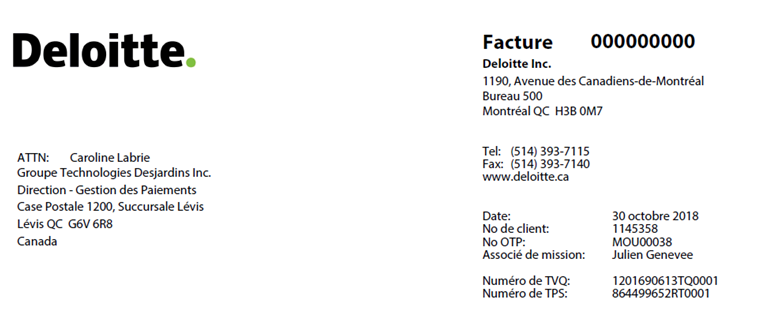 Deloitte.
Facture 000000000
Deloitte Inc.
1190, Avenue des Canadiens-de-Montréal
Bureau 500
Montréal QC H3B 0M7
Tel: (514) 393-7115
Fax: (514) 393-7140
www.deloitte.ca
ATTN: Caroline Labrie
Groupe Technologies Desjardins Inc.
Direction - Gestion des Paiements
Case Postale 1200, Succursale Lévis
Lévis QC G6V 6R8
Canada
Date: 30 octobre 2018
No de client: 1145358
No OTP: MOU00038
Associé de mission: Julien Genevee
Numéro de TVQ: 1201690613TQ0001
Numéro de TPS: 864499652RT0001